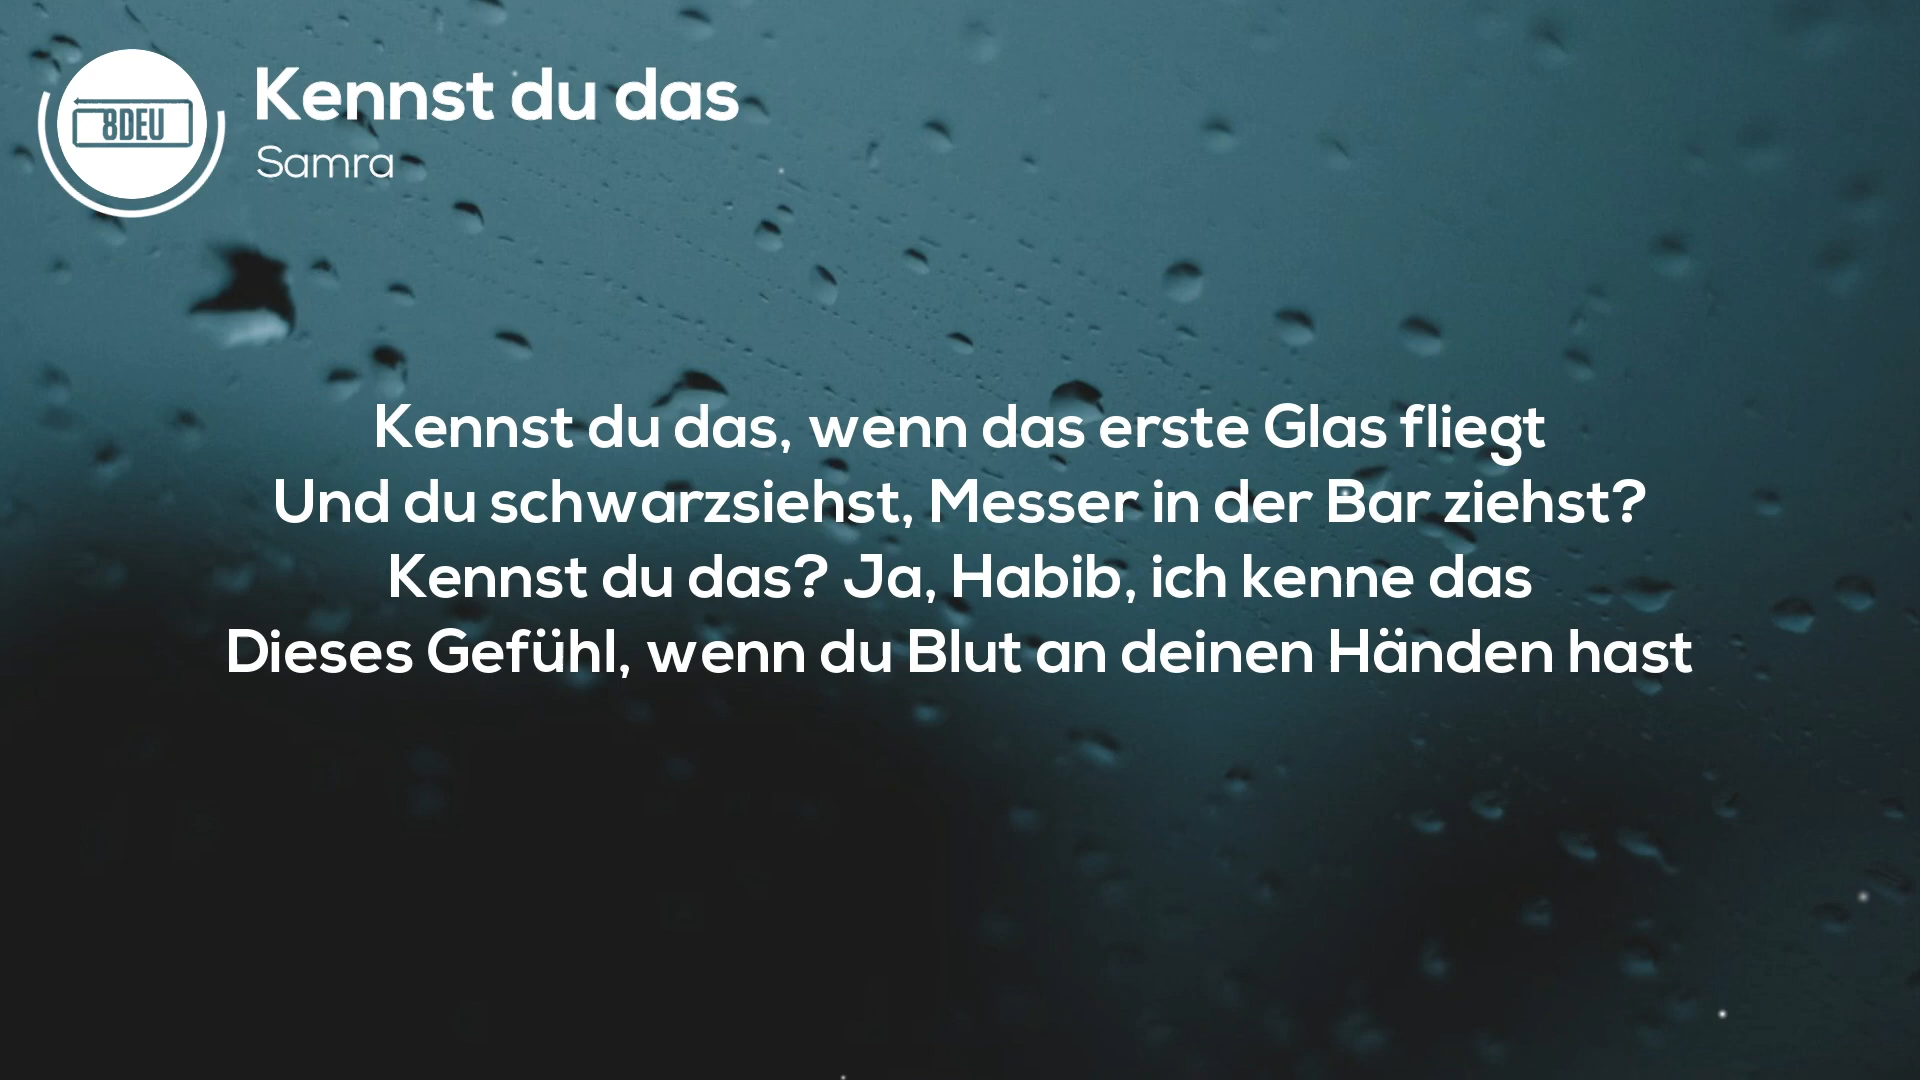 8DEU
Kennst du das
Samra
Kennst du das, wenn das erste Glas fliegt
Und du schwarzsiehst, Messer in der Bar ziehst?
Kennst du das? Ja, Habib, ich kenne das
Dieses Gefühl, wenn du Blut an deinen Händen hast